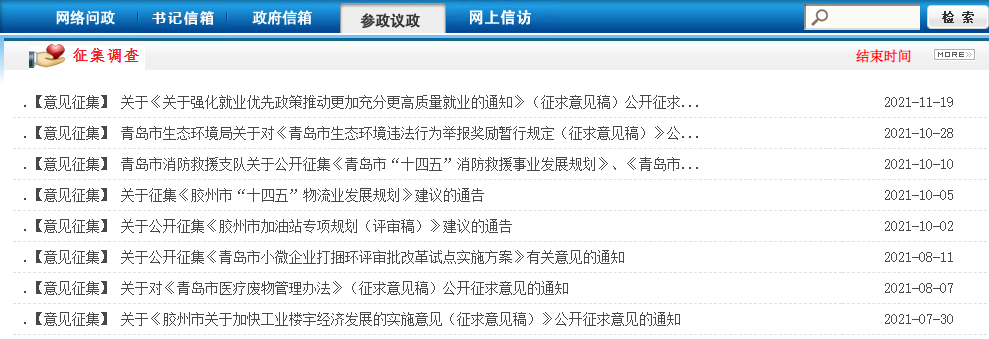 网络问政 书记信箱 政府信箱 参政议政 网上信访 检 索
征集调查 结束时间 MORE>>
.【意见征集】 关于《关于强化就业优先政策推动更加充分更高质量就业的通知》（征求意见稿）公开征求... 2021-11-19
.【意见征集】 青岛市生态环境局关于对《青岛市生态环境违法行为举报奖励暂行规定（征求意见稿）》公... 2021-10-28
.【意见征集】 青岛市消防救援支队关于公开征集《青岛市“十四五”消防救援事业发展规划》、《青岛市... 2021-10-10
.【意见征集】 关于征集《胶州市“十四五”物流业发展规划》建议的通告 2021-10-05
.【意见征集】 关于公开征集《胶州市加油站专项规划（评审稿）》建议的通告 2021-10-02
.【意见征集】 关于公开征集《青岛市小微企业打捆环评审批改革试点实施方案》有关意见的通知 2021-08-11
.【意见征集】 关于对《青岛市医疗废物管理办法》（征求意见稿）公开征求意见的通知 2021-08-07
.【意见征集】 关于《胶州市关于加快工业楼宇经济发展的实施意见（征求意见稿）》公开征求意见的通知 2021-07-30